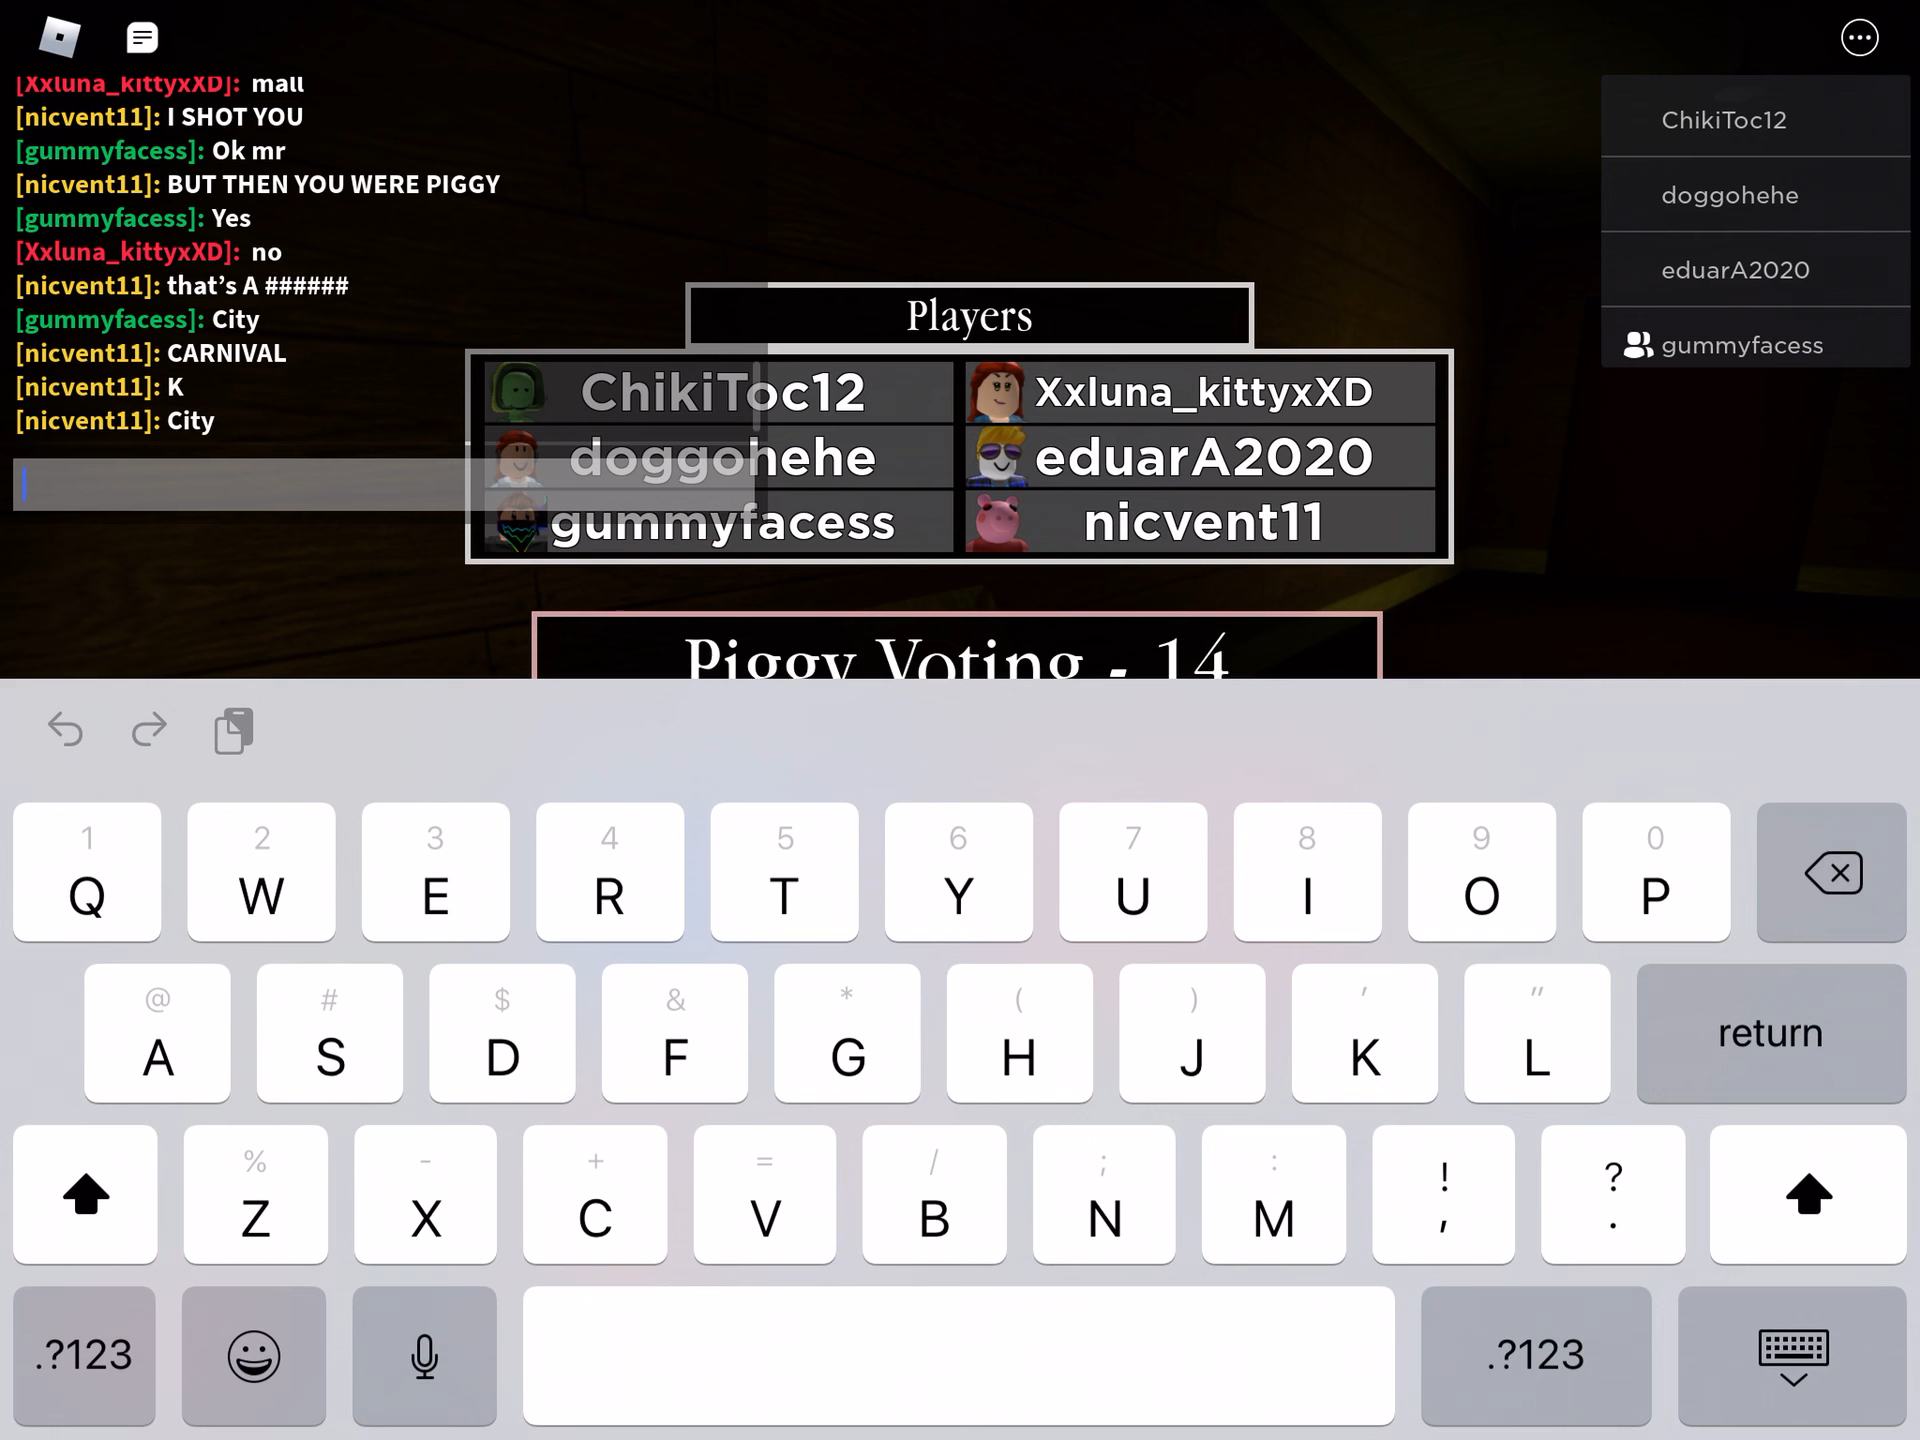 [Xxluna_kittyxXD]: mall
[nicvent11]: I SHOT YOU
[gummyfacess]: Ok mr
[nicvent11]: BUT THEN YOU WERE PIGGY
[gummyfacess]: Yes
[Xxluna_kittyxXD]: no
[nicvent11]: that’s A ######
[gummyfacess]: City
[nicvent11]: CARNIVAL
[nicvent11]: K
[nicvent11]: City
ChikiToc12
doggohehe
eduarA2020
gummyfacess
Players
ChikiToc12 Xxluna_kittyxXD
doggohehe eduarA2020
gummyfacess nicvent11
Piggy Voting - 14
1 2 3 4 5 6 7 8 9 0
Q W E R T Y U I O P
@ # $ & * ( ) ' "
A S D F G H J K L return
% - + = / ; : ! ?
Z X C V B N M , .
.?123 .?123